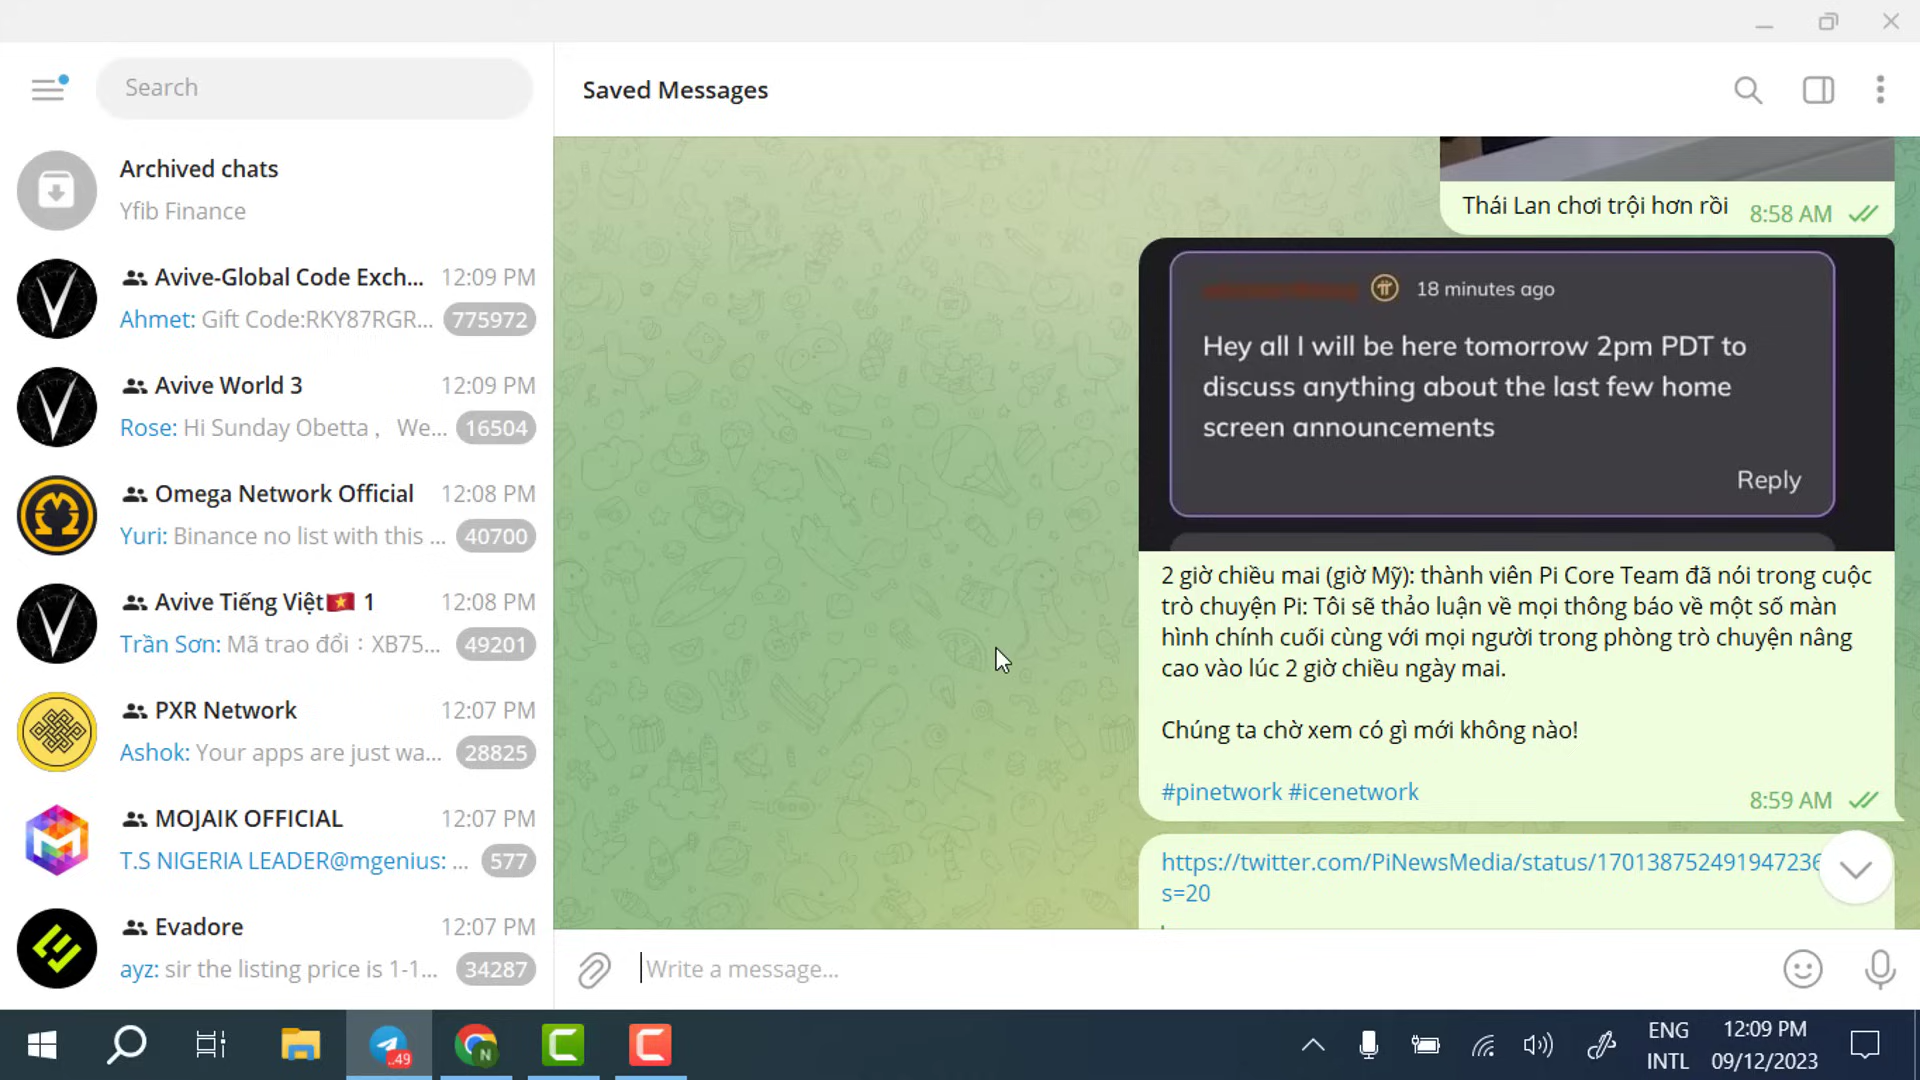 Search
Saved Messages
Archived chats
Yfib Finance
Avive-Global Code Exch... 12:09 PM
Ahmet: Gift Code:RKY87RGR... 775972
Avive World 3 12:09 PM
Rose: Hi Sunday Obetta , We... 16504
Omega Network Official 12:08 PM
Yuri: Binance no list with this ... 40700
Avive Tiếng Việt🇻🇳 1 12:08 PM
Trần Sơn: Mã trao đổi：XB75... 49201
PXR Network 12:07 PM
Ashok: Your apps are just wa... 28825
MOJAIK OFFICIAL 12:07 PM
T.S NIGERIA LEADER@mgenius: ... 577
Evadore 12:07 PM
ayz: sir the listing price is 1-1... 34287
Thái Lan chơi trội hơn rồi 8:58 AM
18 minutes ago
Hey all I will be here tomorrow 2pm PDT to
discuss anything about the last few home
screen announcements
Reply
2 giờ chiều mai (giờ Mỹ): thành viên Pi Core Team đã nói trong cuộc
trò chuyện Pi: Tôi sẽ thảo luận về mọi thông báo về một số màn
hình chính cuối cùng với mọi người trong phòng trò chuyện nâng
cao vào lúc 2 giờ chiều ngày mai.
Chúng ta chờ xem có gì mới không nào!
#pinetwork #icenetwork 8:59 AM
https://twitter.com/PiNewsMedia/status/170138752491947236
s=20
Write a message...
..49
N
ENG
INTL
12:09 PM
09/12/2023